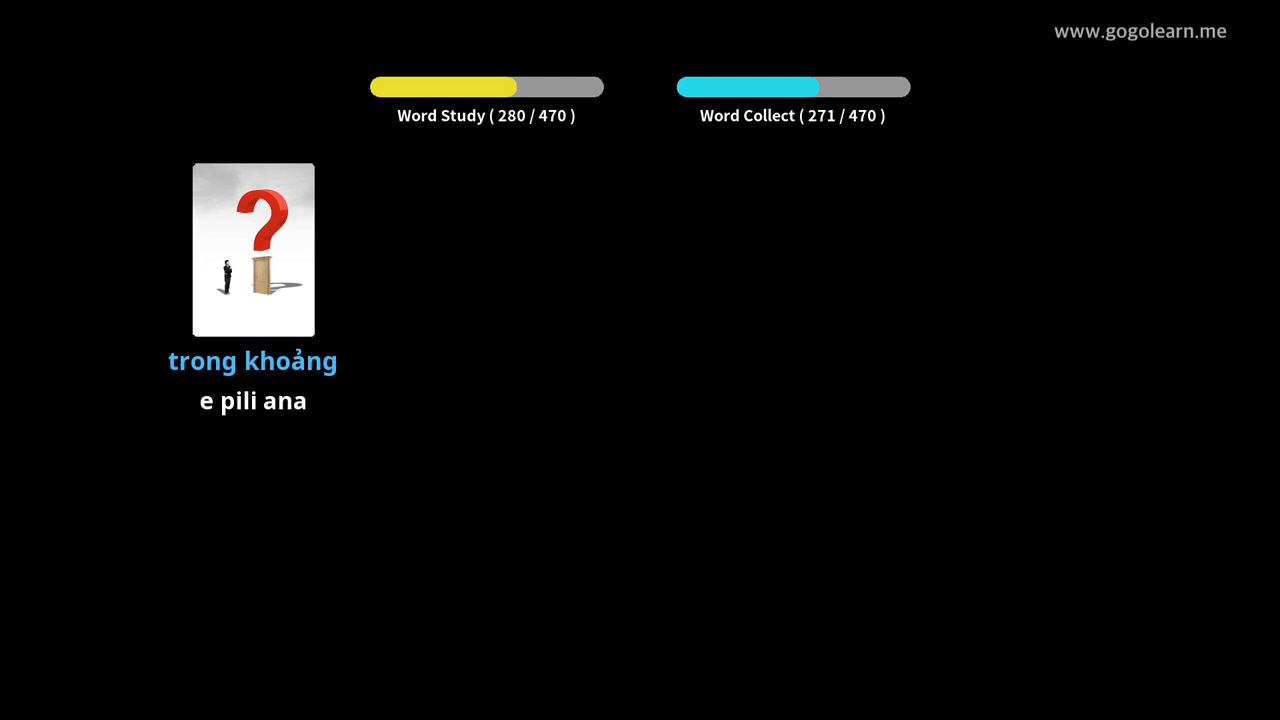 www.gogolearn.me
Word Study ( 280 / 470 )
Word Collect ( 271 / 470 )
trong khoảng
e pili ana